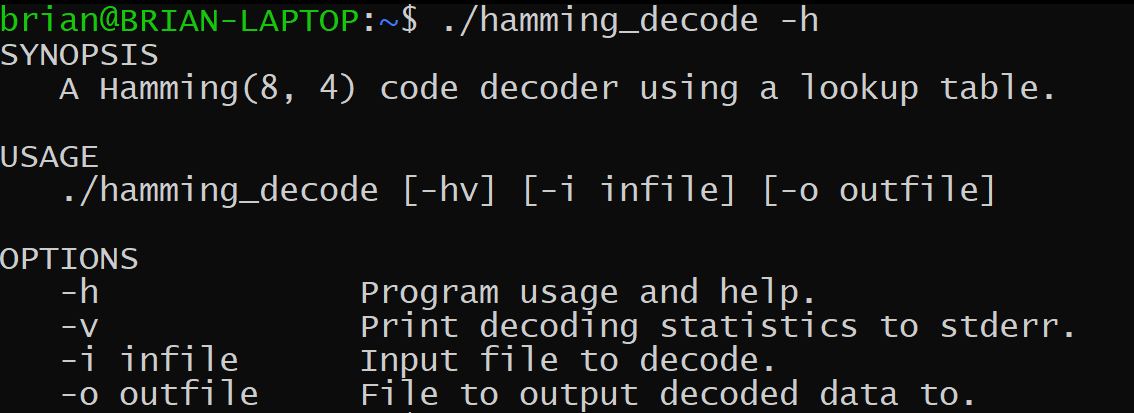 brian@BRIAN-LAPTOP:~$ ./hamming_decode -h
SYNOPSIS
   A Hamming(8, 4) code decoder using a lookup table.

USAGE
   ./hamming_decode [-hv] [-i infile] [-o outfile]

OPTIONS
   -h             Program usage and help.
   -v             Print decoding statistics to stderr.
   -i infile      Input file to decode.
   -o outfile     File to output decoded data to.